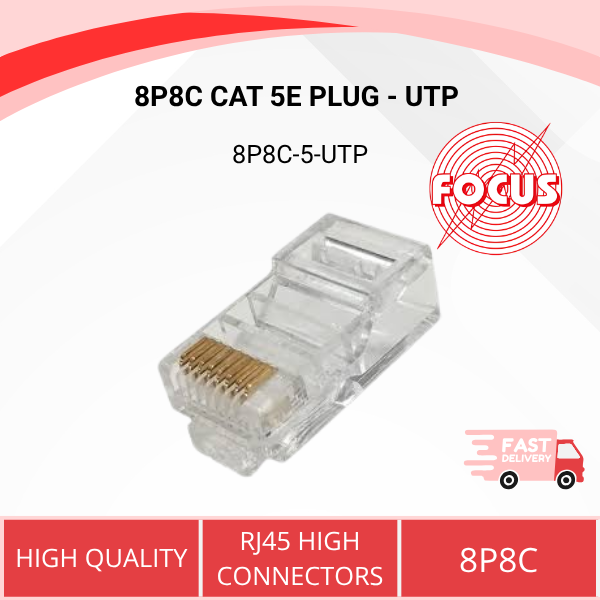 8P8C CAT 5E PLUG - UTP
8P8C-5-UTP
FOCUS
FAST
DELIVERY
HIGH QUALITY
RJ45 HIGH
CONNECTORS
8P8C